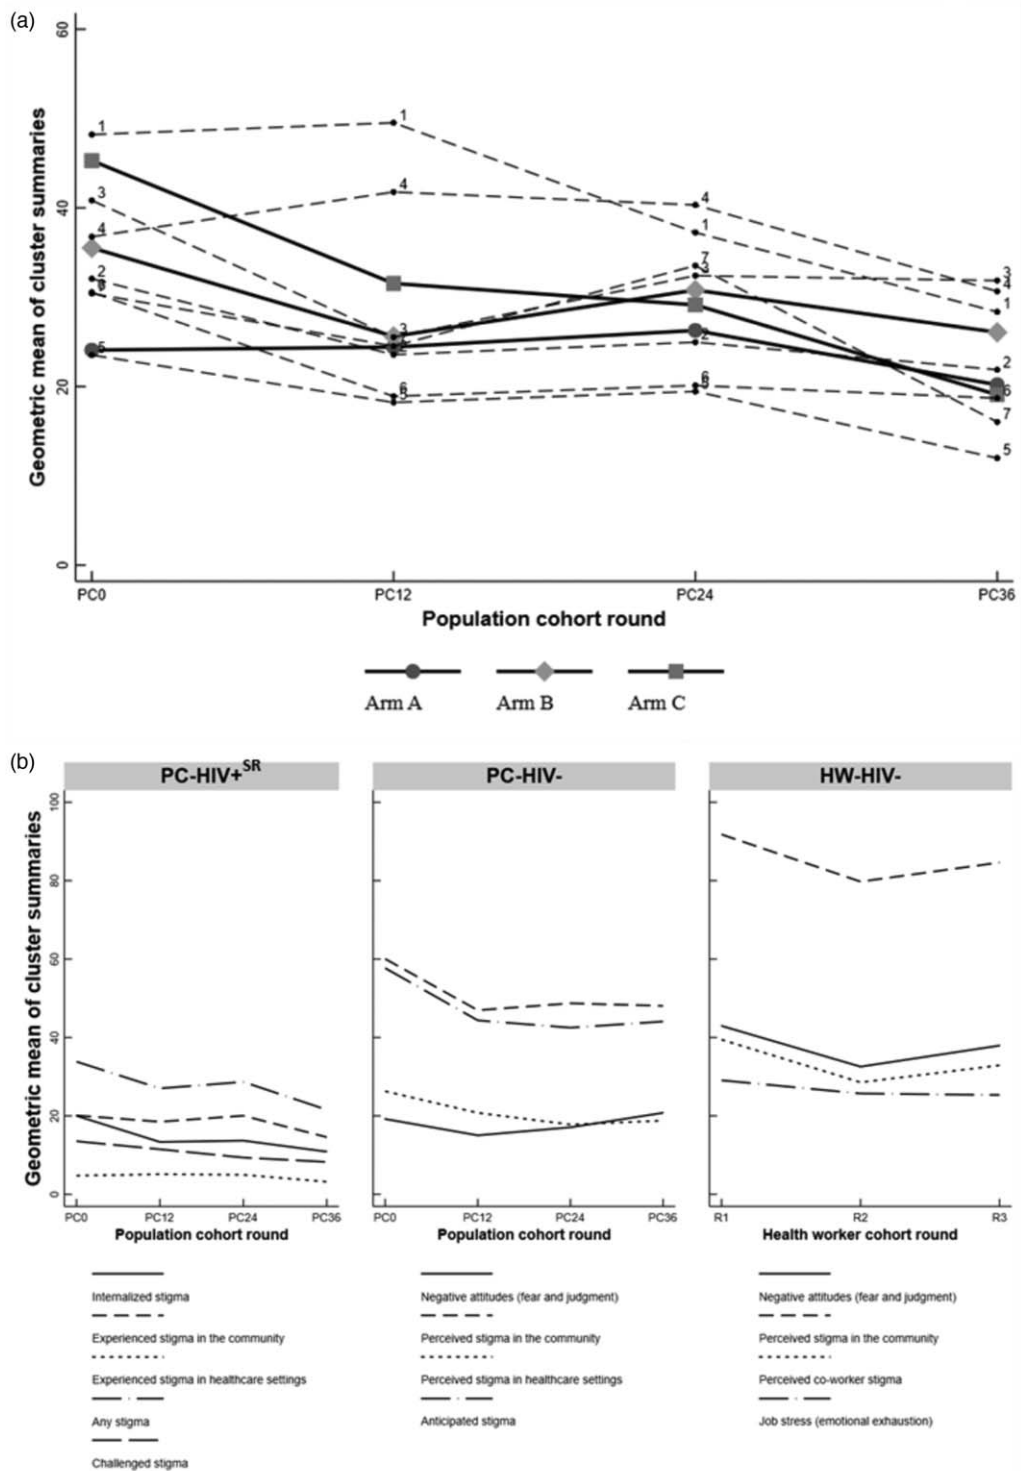 (a)
60
40
20
0
Geometric mean of cluster summaries
1 1 4 3 4
3 4 1 4
4 7 1
2 3 3 2
5 6 2 6
5 6 7
5
PC0 PC12 PC24 PC36
Population cohort round
Arm A Arm B Arm C
(b)
PC-HIV+SR PC-HIV- HW-HIV-
100
80
60
40
20
0
Geometric mean of cluster summaries
PC0 PC12 PC24 PC36 PC0 PC12 PC24 PC36 R1 R2 R3
Population cohort round Population cohort round Health worker cohort round
Internalized stigma Negative attitudes (fear and judgment) Negative attitudes (fear and judgment)
Experienced stigma in the community Perceived stigma in the community Perceived stigma in the community
Experienced stigma in healthcare settings Perceived stigma in healthcare settings Perceived co-worker stigma
Any stigma Anticipated stigma Job stress (emotional exhaustion)
Challenged stigma